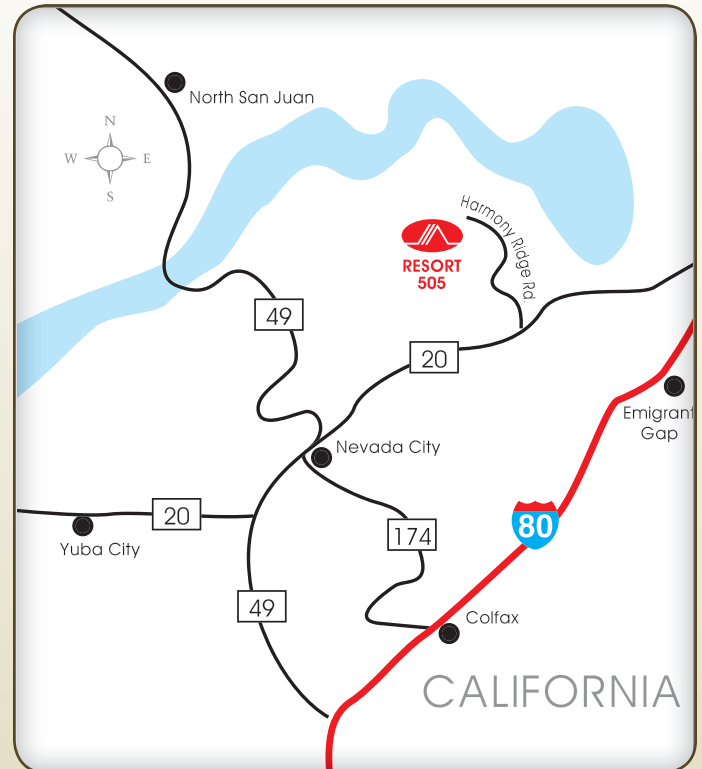 North San Juan
N
W
E
S
Harmony Ridge Rd.
RESORT
505
49
20
Emigrant
Gap
Nevada City
20
80
174
Yuba City
49
Colfax
CALIFORNIA